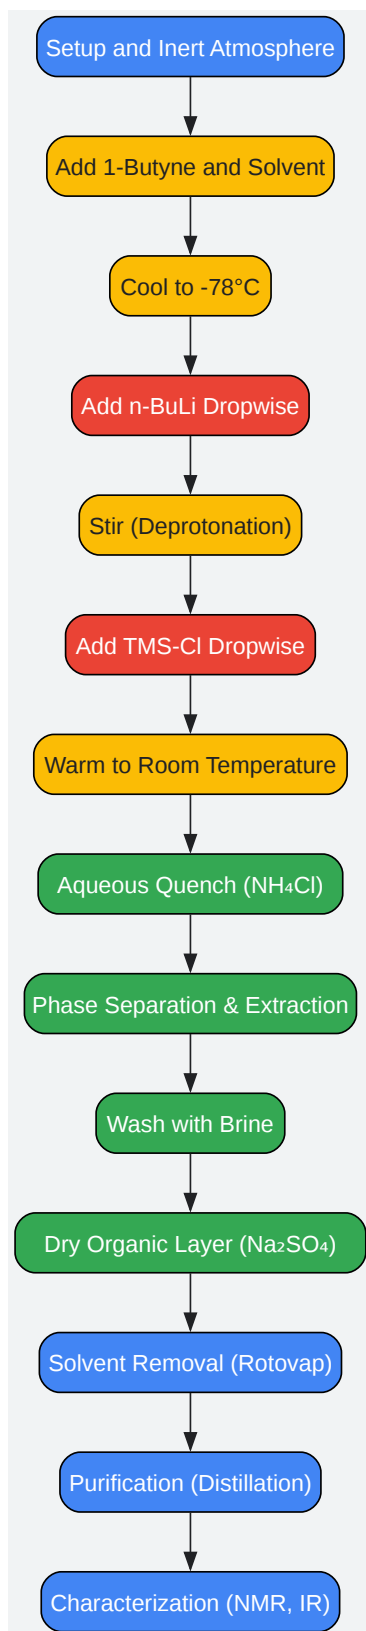 Setup and Inert Atmosphere
Add 1-Butyne and Solvent
Cool to -78°C
Add n-BuLi Dropwise
Stir (Deprotonation)
Add TMS-Cl Dropwise
Warm to Room Temperature
Aqueous Quench (NH₄Cl)
Phase Separation & Extraction
Wash with Brine
Dry Organic Layer (Na₂SO₄)
Solvent Removal (Rotovap)
Purification (Distillation)
Characterization (NMR, IR)